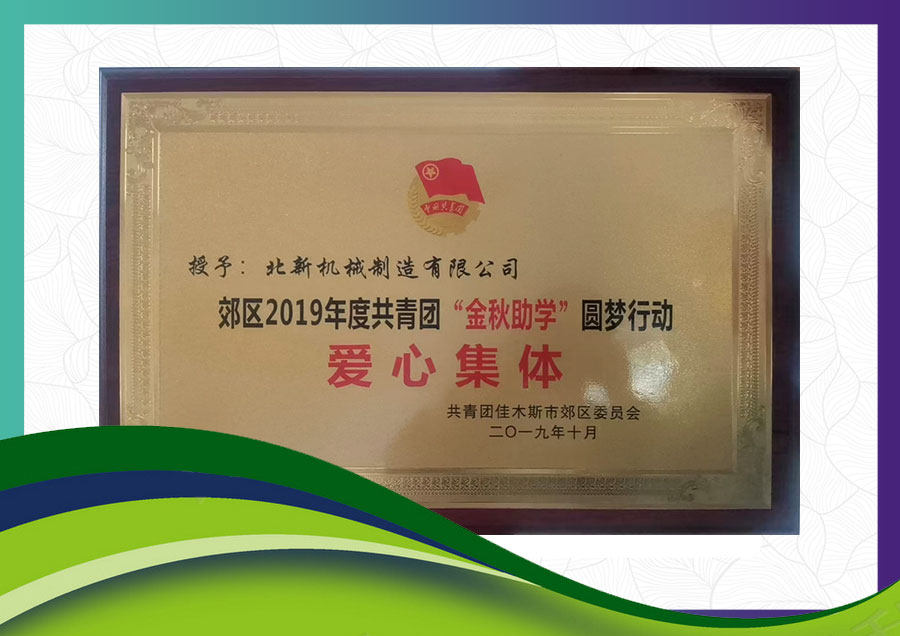 中国共青团
授予：北新机械制造有限公司
郊区2019年度共青团“金秋助学”圆梦行动
爱心集体
共青团佳木斯市郊区委员会
二〇一九年十月